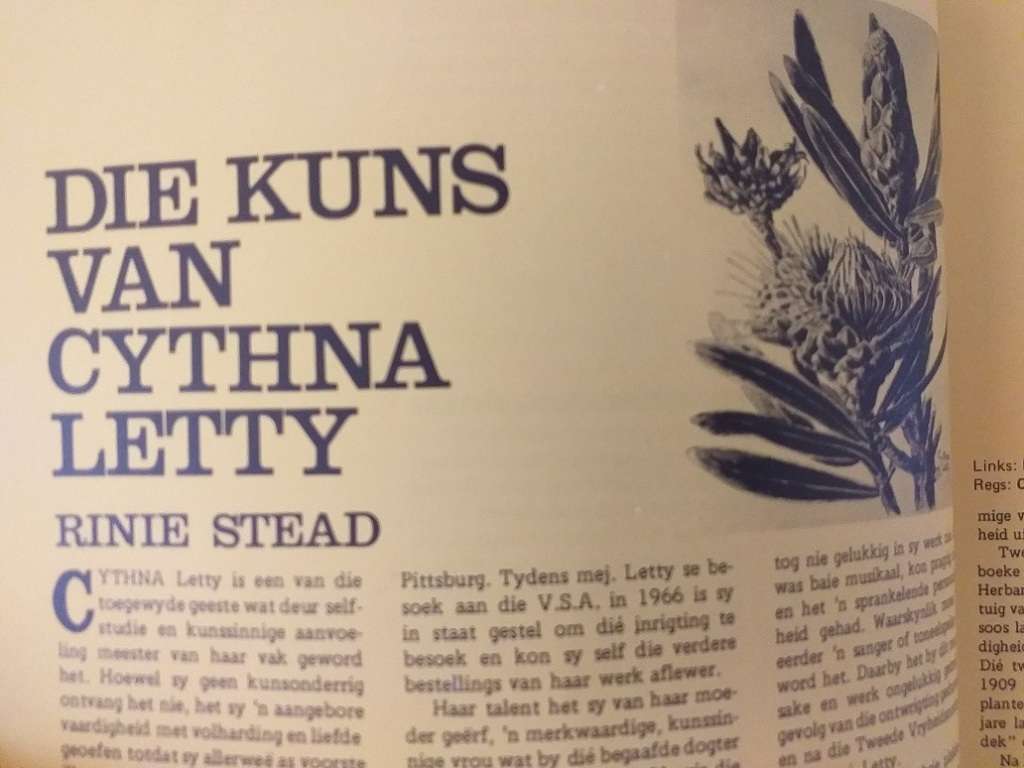 DIE KUNS
VAN
CYTHNA
LETTY
RINIE STEAD
CYTHNA Letty is een van die
toegewyde geeste wat deur self-
studie en kunssinnige aanvoe-
ling meester van haar vak geword
het. Hoewel sy geen kunsonderrig
ontvang het nie, het sy 'n aangebore
vaardigheid met volharding en liefde
geoefen totdat sy allerweë as voorste
Pittsburg. Tydens mej. Letty se be-
soek aan die V.S.A. in 1966 is sy
in staat gestel om dié inrigting te
besoek en kon sy self die verdere
bestellings van haar werk aflewer.
Haar talent het sy van haar moe-
der geërf, 'n merkwaardige, kunssin-
nige vrou wat by dié begaafde dogter
tog nie gelukkig in sy werk
was baie musikaal, kon
en het 'n sprankelende
heid gehad. Waarskynlik
eerder 'n sanger of
word het. Daarby het hy
sake en werk ongelukkig
gevolg van die ontwrigting
en na die Tweede
Letty.
Links:
Regs:
mige
heid
Twe
boeke
Herbar
tuig va
soos la
digheid
Dié tw
1909
plante
jare la
dek"
Na